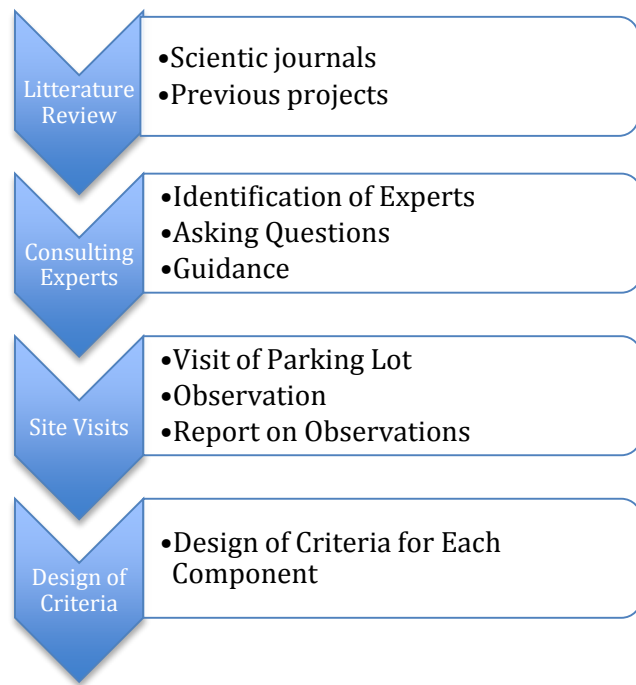 Litterature
Review
•Scientic journals
•Previous projects
Consulting
Experts
•Identification of Experts
•Asking Questions
•Guidance
Site Visits
•Visit of Parking Lot
•Observation
•Report on Observations
Design of
Criteria
•Design of Criteria for Each
Component